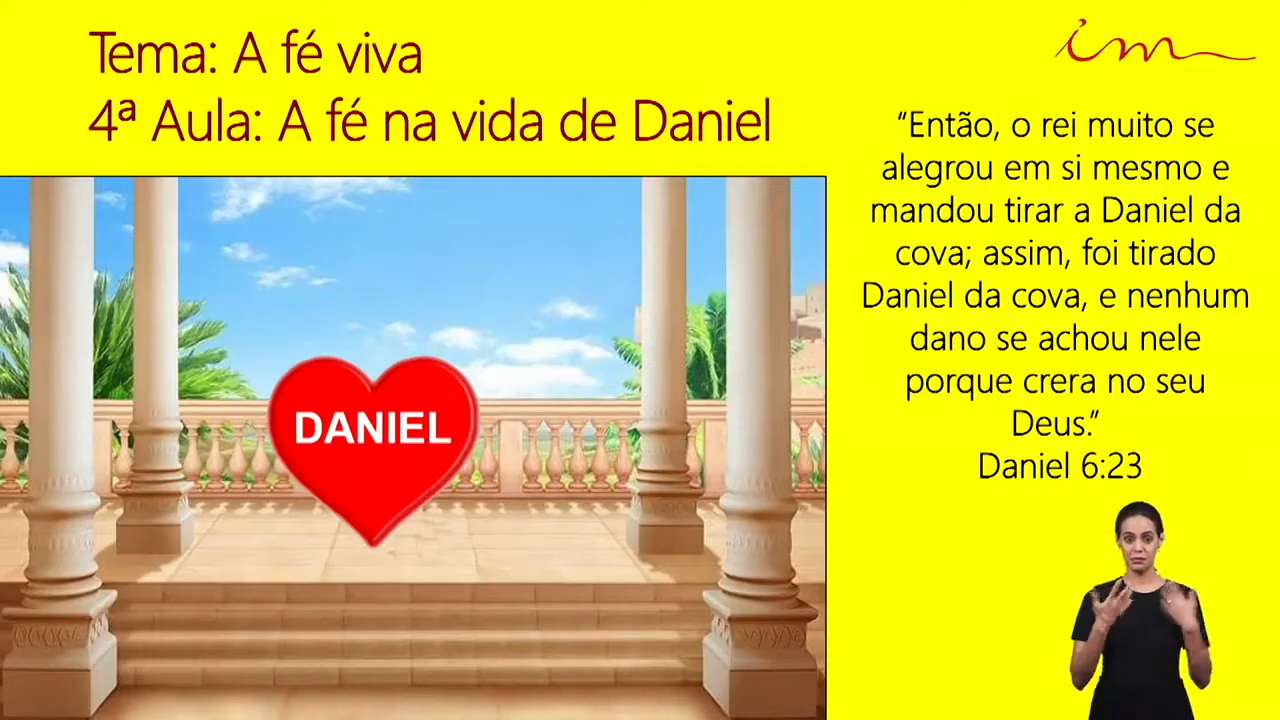 Tema: A fé viva
4ª Aula: A fé na vida de Daniel
im
“Então, o rei muito se
alegrou em si mesmo e
mandou tirar a Daniel da
cova; assim, foi tirado
Daniel da cova, e nenhum
dano se achou nele
porque crera no seu
Deus.”
Daniel 6:23
DANIEL